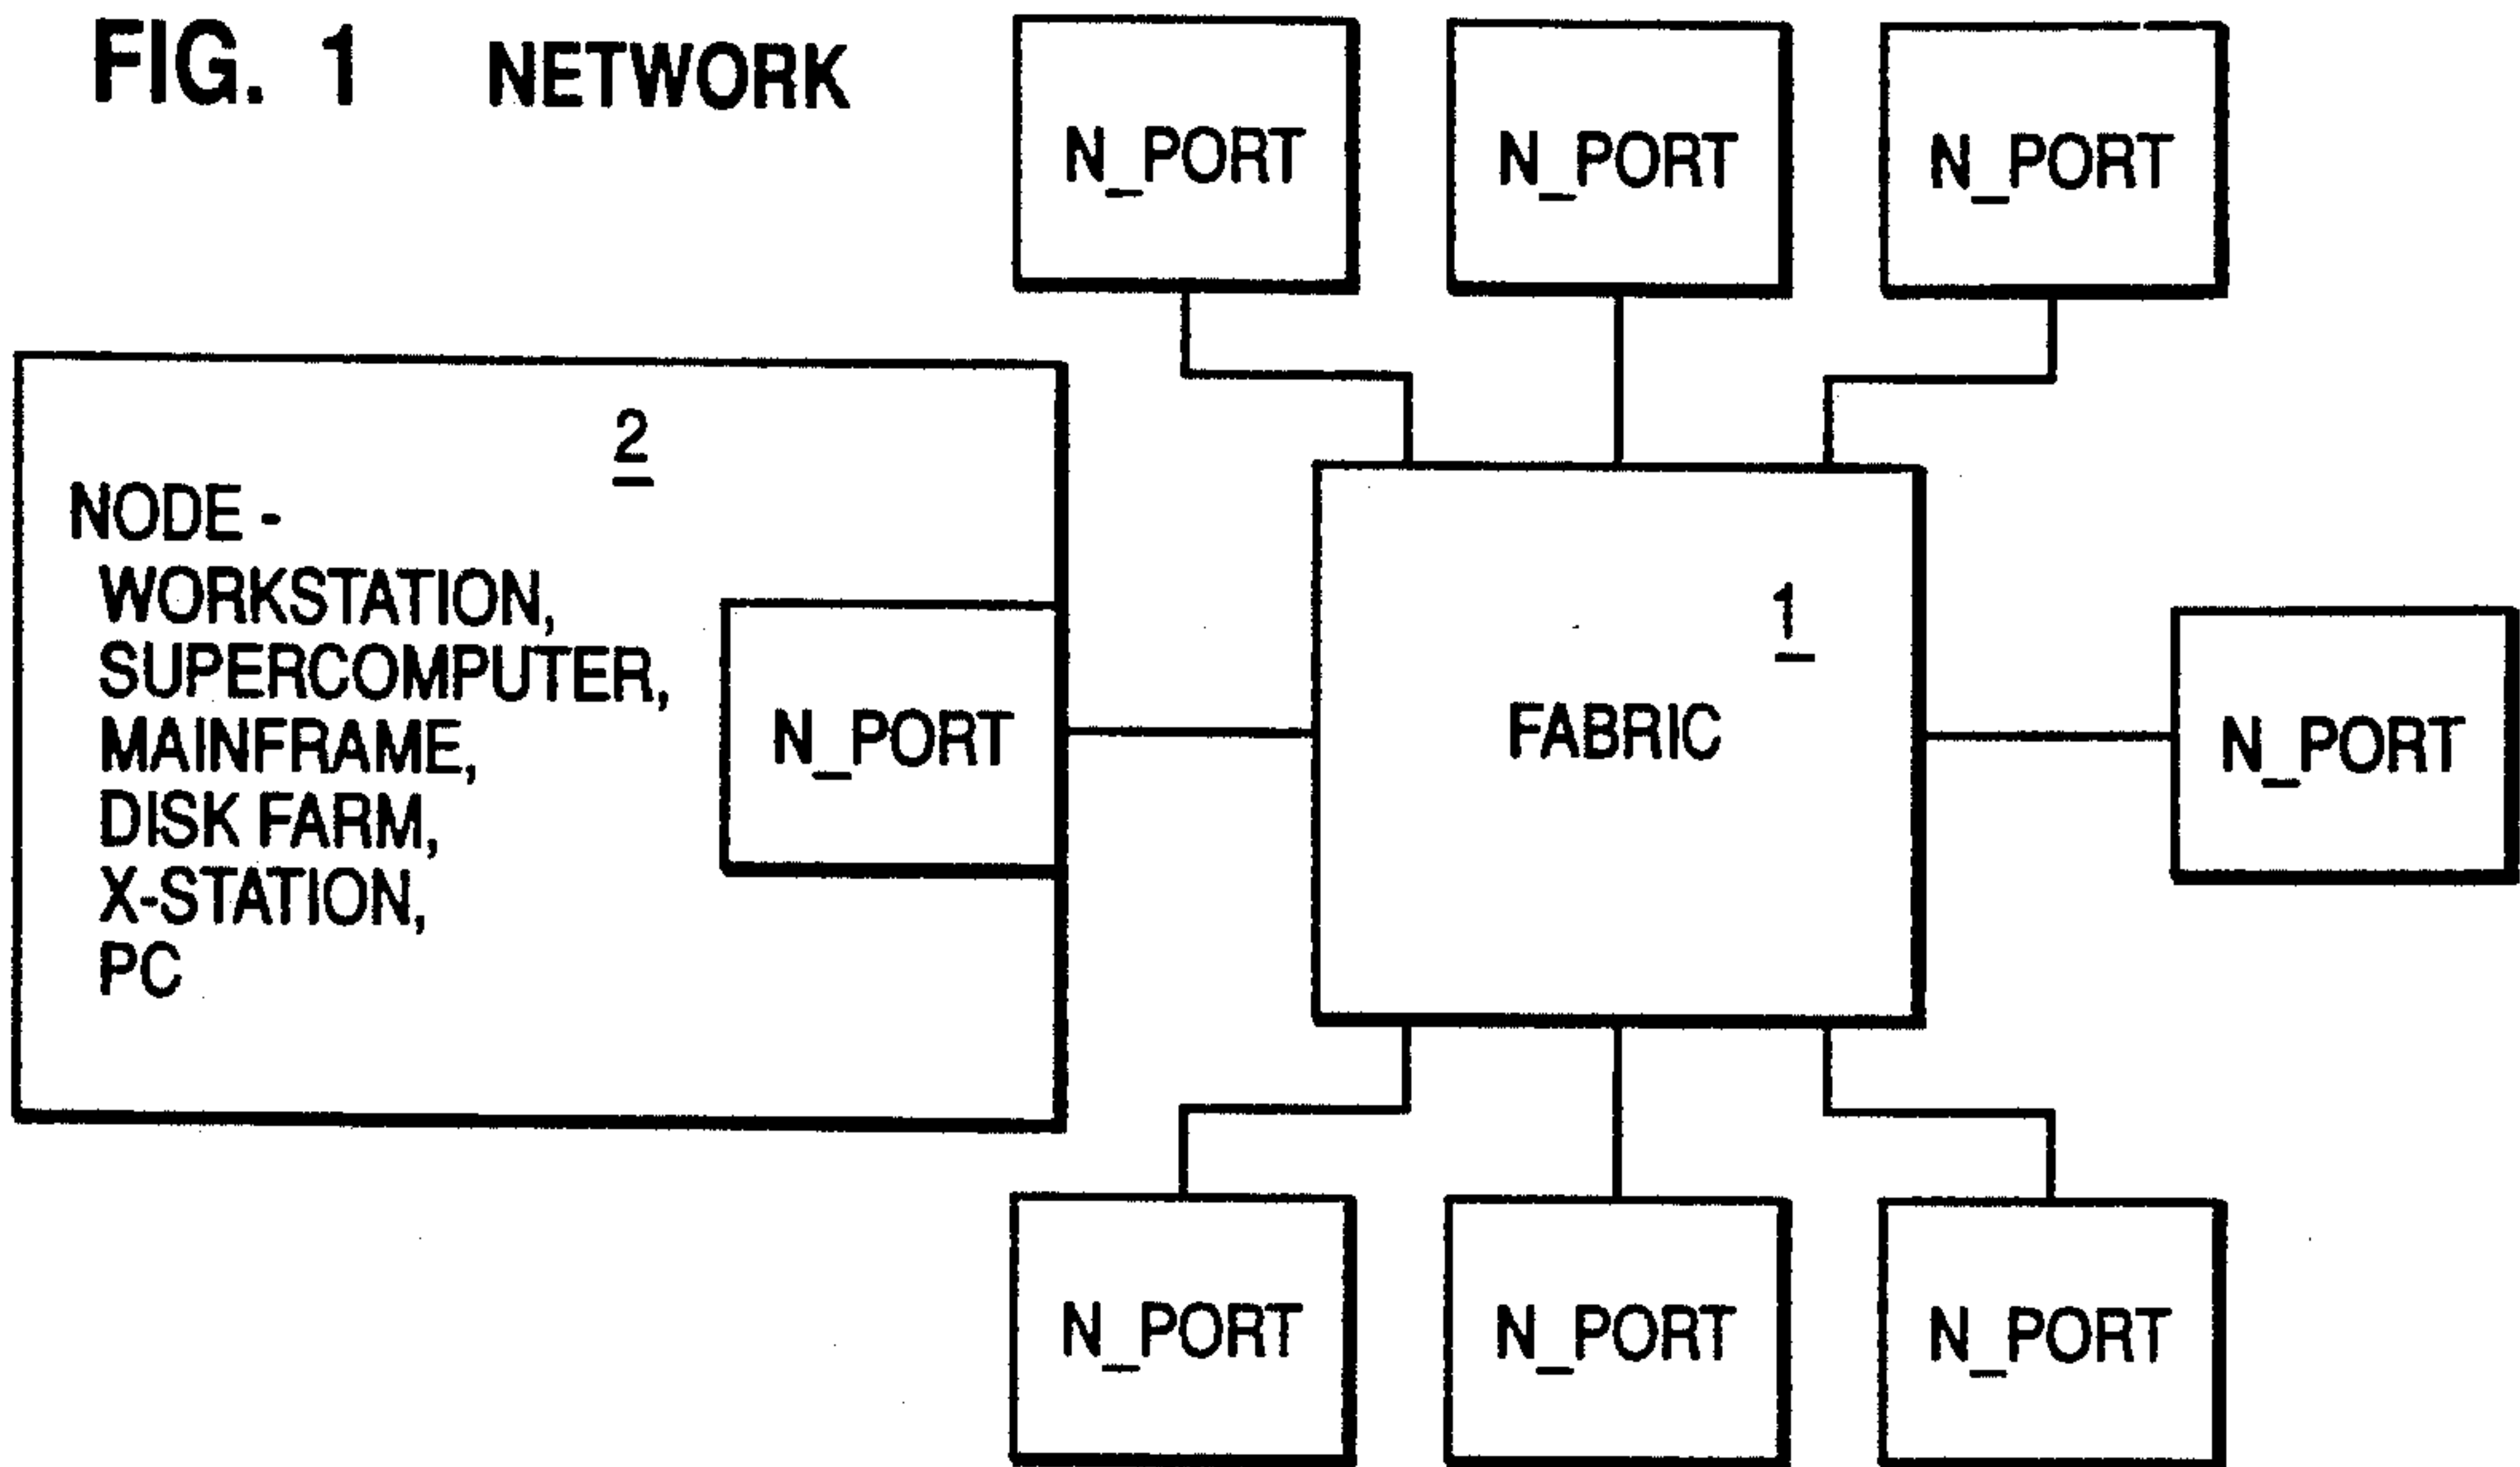 FIG. 1 NETWORK
N_PORT
N_PORT
N_PORT
2
NODE -
WORKSTATION,
SUPERCOMPUTER,
MAINFRAME,
DISK FARM,
X-STATION,
PC
N_PORT
1
FABRIC
N_PORT
N_PORT
N_PORT
N_PORT